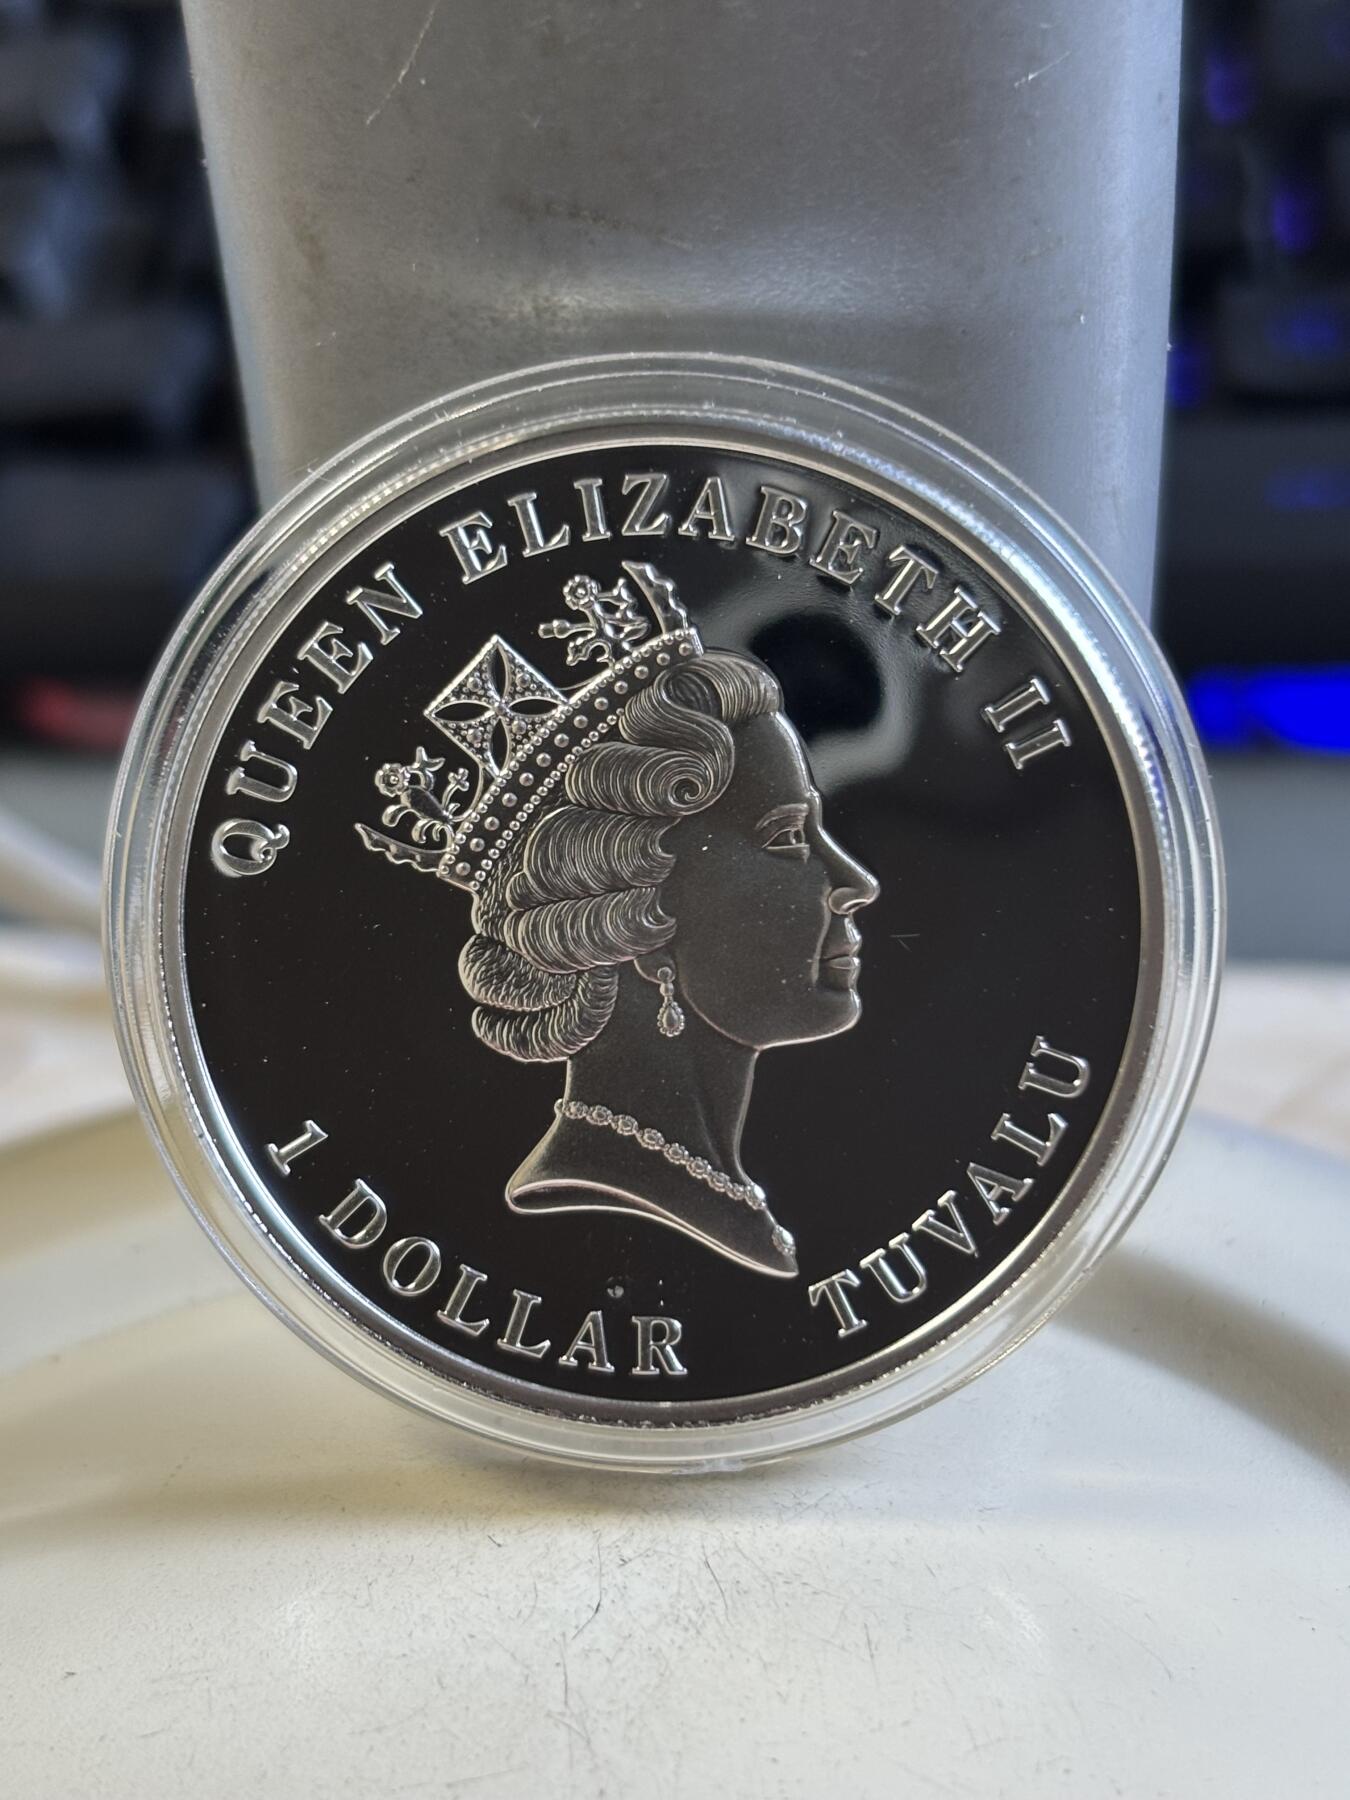 QUEEN ELIZABETH II
1 DOLLAR
TUVALU